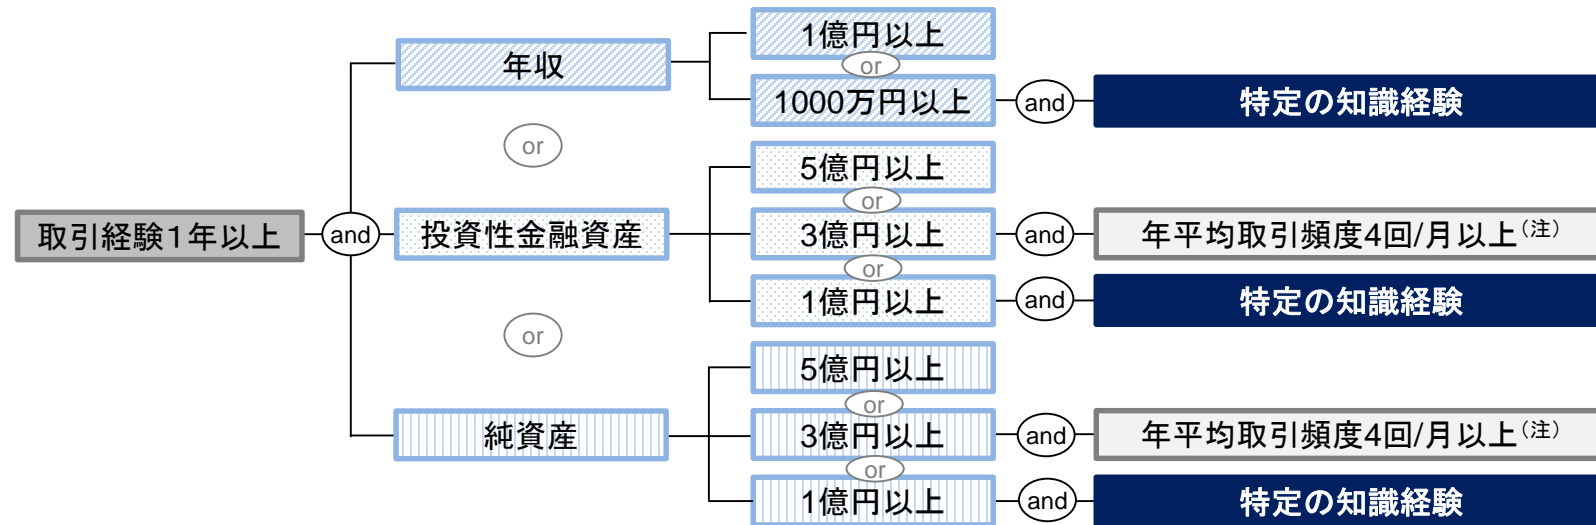 取引経験1年以上
and
年収
1億円以上
or
1000万円以上
and
特定の知識経験
or
投資性金融資産
5億円以上
or
3億円以上
and
年平均取引頻度4回/月以上(注)
or
1億円以上
and
特定の知識経験
or
純資産
5億円以上
or
3億円以上
and
年平均取引頻度4回/月以上(注)
or
1億円以上
and
特定の知識経験